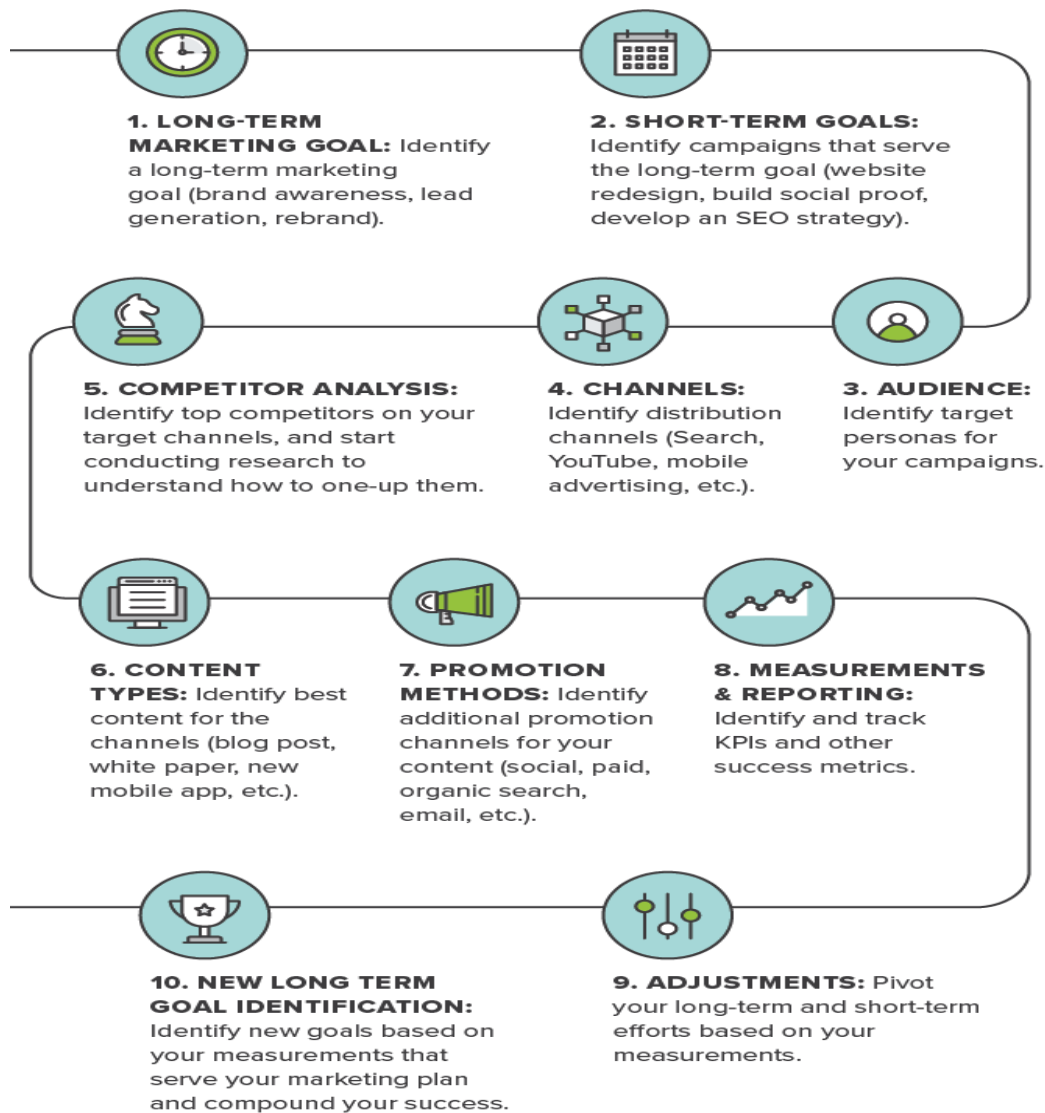 1. LONG-TERM
MARKETING GOAL: Identify
a long-term marketing
goal (brand awareness, lead
generation, rebrand).
2. SHORT-TERM GOALS:
Identify campaigns that serve
the long-term goal (website
redesign, build social proof,
develop an SEO strategy).
3. AUDIENCE:
Identify target
personas for
your campaigns.
4. CHANNELS:
Identify distribution
channels (Search,
YouTube, mobile
advertising, etc.).
5. COMPETITOR ANALYSIS:
Identify top competitors on your
target channels, and start
conducting research to
understand how to one-up them.
6. CONTENT
TYPES: Identify best
content for the
channels (blog post,
white paper, new
mobile app, etc.).
7. PROMOTION
METHODS: Identify
additional promotion
channels for your
content (social, paid,
organic search,
email, etc.).
8. MEASUREMENTS
& REPORTING:
Identify and track
KPIs and other
success metrics.
9. ADJUSTMENTS: Pivot
your long-term and short-term
efforts based on your
measurements.
10. NEW LONG TERM
GOAL IDENTIFICATION:
Identify new goals based on
your measurements that
serve your marketing plan
and compound your success.